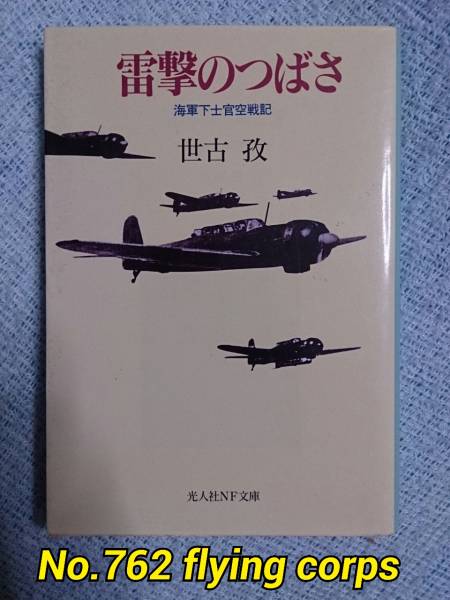 雷撃のつばさ
海軍下士官空戦記
世古 孜
光人社NF文庫
No.762 flying corps